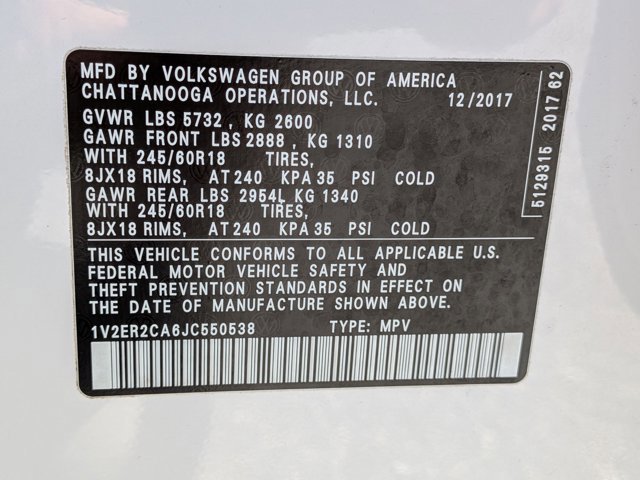 MFD BY VOLKSWAGEN GROUP OF AMERICA
CHATTANOOGA OPERATIONS, LLC. 12/2017
GVWR LBS 5732 , KG 2600
GAWR FRONT LBS 2888 , KG 1310
WITH 245/60R18 TIRES,
8JX18 RIMS, AT 240 KPA 35 PSI COLD
GAWR REAR LBS 2954L KG 1340
WITH 245/60R18 TIRES,
8JX18 RIMS, AT 240 KPA 35 PSI COLD
THIS VEHICLE CONFORMS TO ALL APPLICABLE U.S.
FEDERAL MOTOR VEHICLE SAFETY AND
THEFT PREVENTION STANDARDS IN EFFECT ON
THE DATE OF MANUFACTURE SHOWN ABOVE.
1V2ER2CA6JC550538 TYPE: MPV
5129315 2017 62